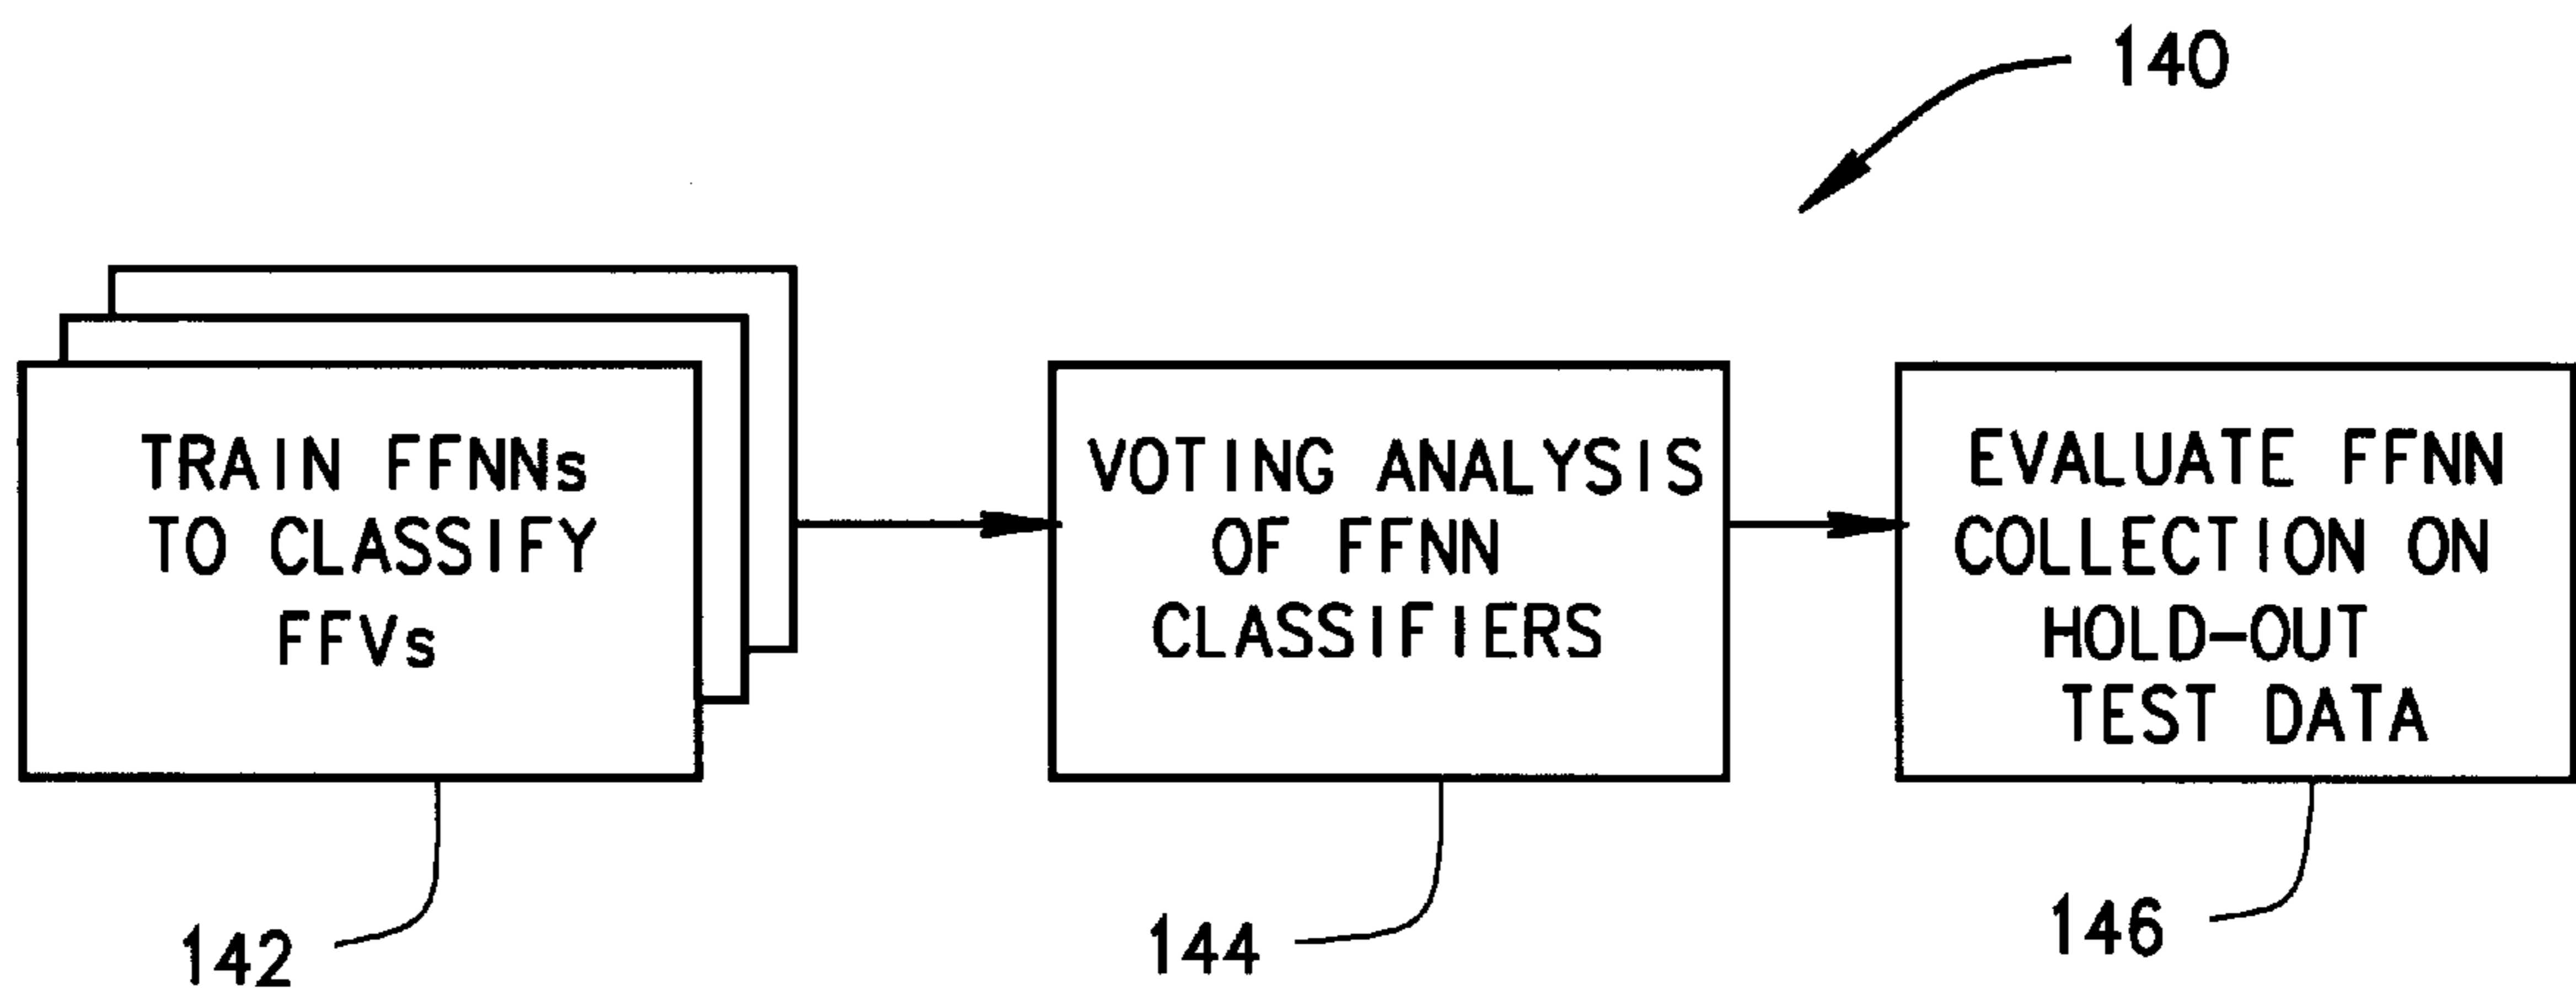 140
TRAIN FFNNs
TO CLASSIFY
FFVs
VOTING ANALYSIS
OF FFNN
CLASSIFIERS
EVALUATE FFNN
COLLECTION ON
HOLD-OUT
TEST DATA
142
144
146